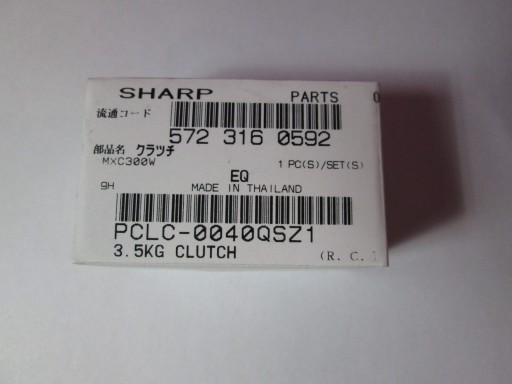 SHARP PARTS 0
流通コード
572 316 0592
部品名 クラッチ
MXC300W 1 PC(S)/SET(S)
EQ
9H MADE IN THAILAND
PCLC-0040QSZ1
3.5KG CLUTCH (R. C.